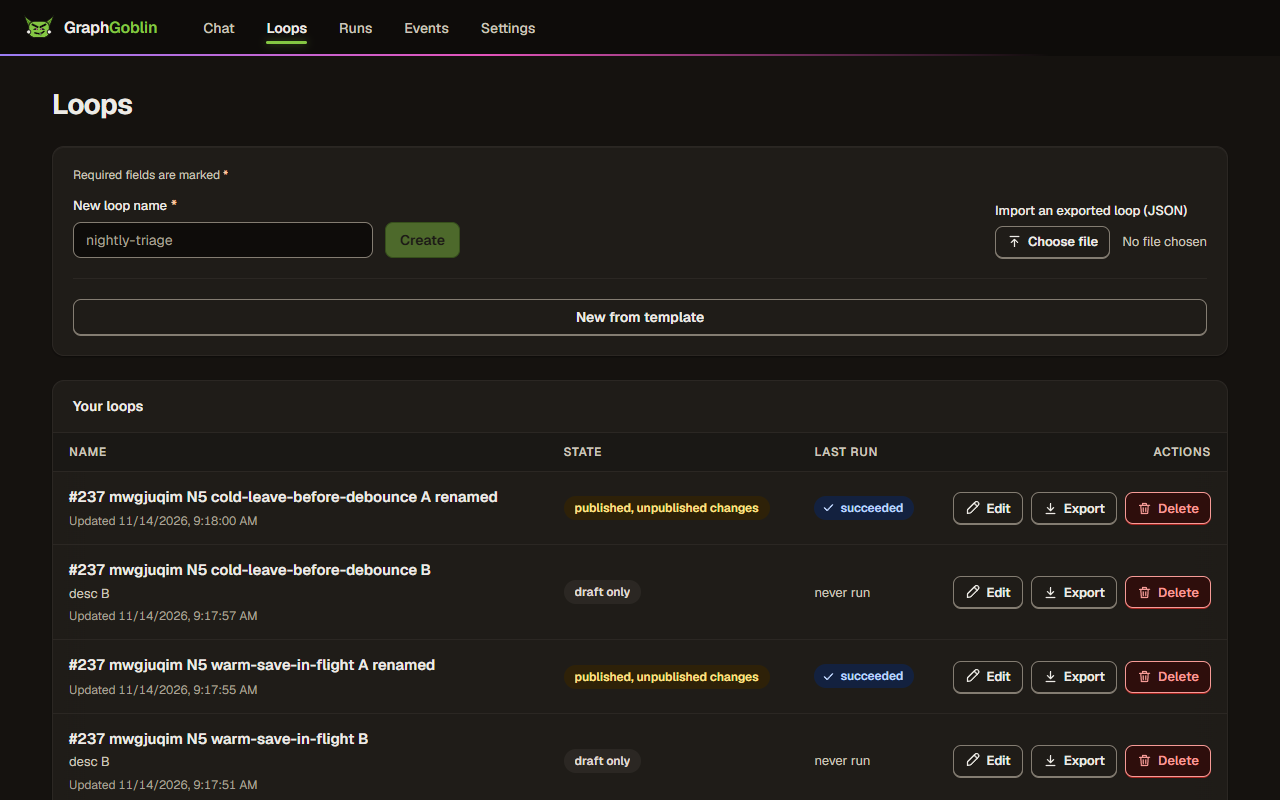 GraphGoblin Chat Loops Runs Events Settings
Loops
Required fields are marked *
New loop name *
Import an exported loop (JSON)
nightly-triage Create Choose file No file chosen
New from template
Your loops
NAME STATE LAST RUN ACTIONS
#237 mwgjuqim N5 cold-leave-before-debounce A renamed
Updated 11/14/2026, 9:18:00 AM
published, unpublished changes succeeded Edit Export Delete
#237 mwgjuqim N5 cold-leave-before-debounce B
desc B
Updated 11/14/2026, 9:17:57 AM
draft only never run Edit Export Delete
#237 mwgjuqim N5 warm-save-in-flight A renamed
Updated 11/14/2026, 9:17:55 AM
published, unpublished changes succeeded Edit Export Delete
#237 mwgjuqim N5 warm-save-in-flight B
desc B
Updated 11/14/2026, 9:17:51 AM
draft only never run Edit Export Delete